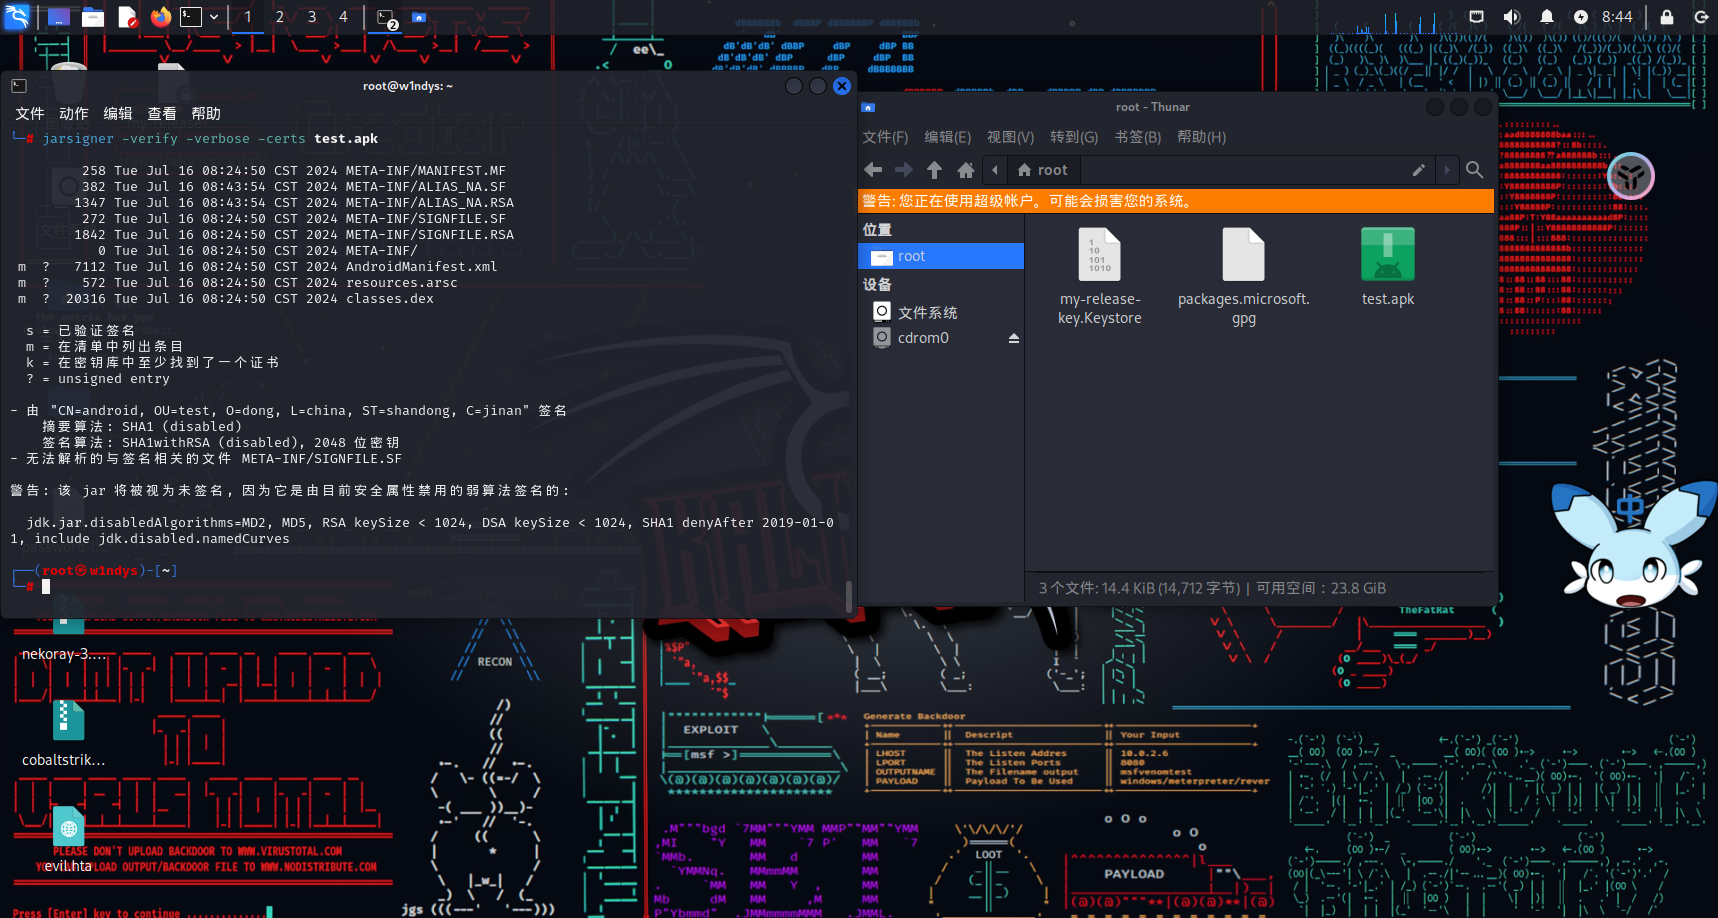 1 2 3 4
2
8:44
root@w1ndys: ~
文件 动作 编辑 查看 帮助
└─# jarsigner -verify -verbose -certs test.apk
258 Tue Jul 16 08:24:50 CST 2024 META-INF/MANIFEST.MF
382 Tue Jul 16 08:43:54 CST 2024 META-INF/ALIAS_NA.SF
1347 Tue Jul 16 08:43:54 CST 2024 META-INF/ALIAS_NA.RSA
272 Tue Jul 16 08:24:50 CST 2024 META-INF/SIGNFILE.SF
1842 Tue Jul 16 08:24:50 CST 2024 META-INF/SIGNFILE.RSA
0 Tue Jul 16 08:24:50 CST 2024 META-INF/
m ? 7112 Tue Jul 16 08:24:50 CST 2024 AndroidManifest.xml
m ? 572 Tue Jul 16 08:24:50 CST 2024 resources.arsc
m ? 20316 Tue Jul 16 08:24:50 CST 2024 classes.dex
s = 已验证签名
m = 在清单中列出条目
k = 在密钥库中至少找到了一个证书
? = unsigned entry
- 由 "CN=android, OU=test, O=dong, L=china, ST=shandong, C=jinan" 签名
摘要算法: SHA1 (disabled)
签名算法: SHA1withRSA (disabled), 2048 位密钥
- 无法解析的与签名相关的文件 META-INF/SIGNFILE.SF
警告: 该 jar 将被视为未签名, 因为它是由目前安全属性禁用的弱算法签名的:
jdk.jar.disabledAlgorithms=MD2, MD5, RSA keySize < 1024, DSA keySize < 1024, SHA1 denyAfter 2019-01-0
1, include jdk.disabled.namedCurves
┌──(root㉿w1ndys)-[~]
└─#
root - Thunar
文件(F) 编辑(E) 视图(V) 转到(G) 书签(B) 帮助(H)
root
警告: 您正在使用超级帐户。可能会损害您的系统。
位置
root
设备
文件系统
cdrom0
my-release-
key.Keystore
packages.microsoft.
gpg
test.apk
3 个文件: 14.4 KiB (14,712 字节) | 可用空间：23.8 GiB
中
nekoray-3....
cobaltstrik...
evil.hta
RECON
EXPLOIT
[msf >]
Generate Backdoor
Name Descript Your Input
LHOST The Listen Addres 10.0.2.6
LPORT The Listen Ports 8080
OUTPUTNAME The Filename output msfvenomtest
PAYLOAD Payload To Be Used windows/meterpreter/rever
TheFatRat
LOOT
PAYLOAD
PLEASE DON'T UPLOAD BACKDOOR TO WWW.VIRUSTOTAL.COM
YOU CAN UPLOAD OUTPUT/BACKDOOR FILE TO WWW.NODISTRIBUTE.COM
Press [Enter] key to continue
jgs